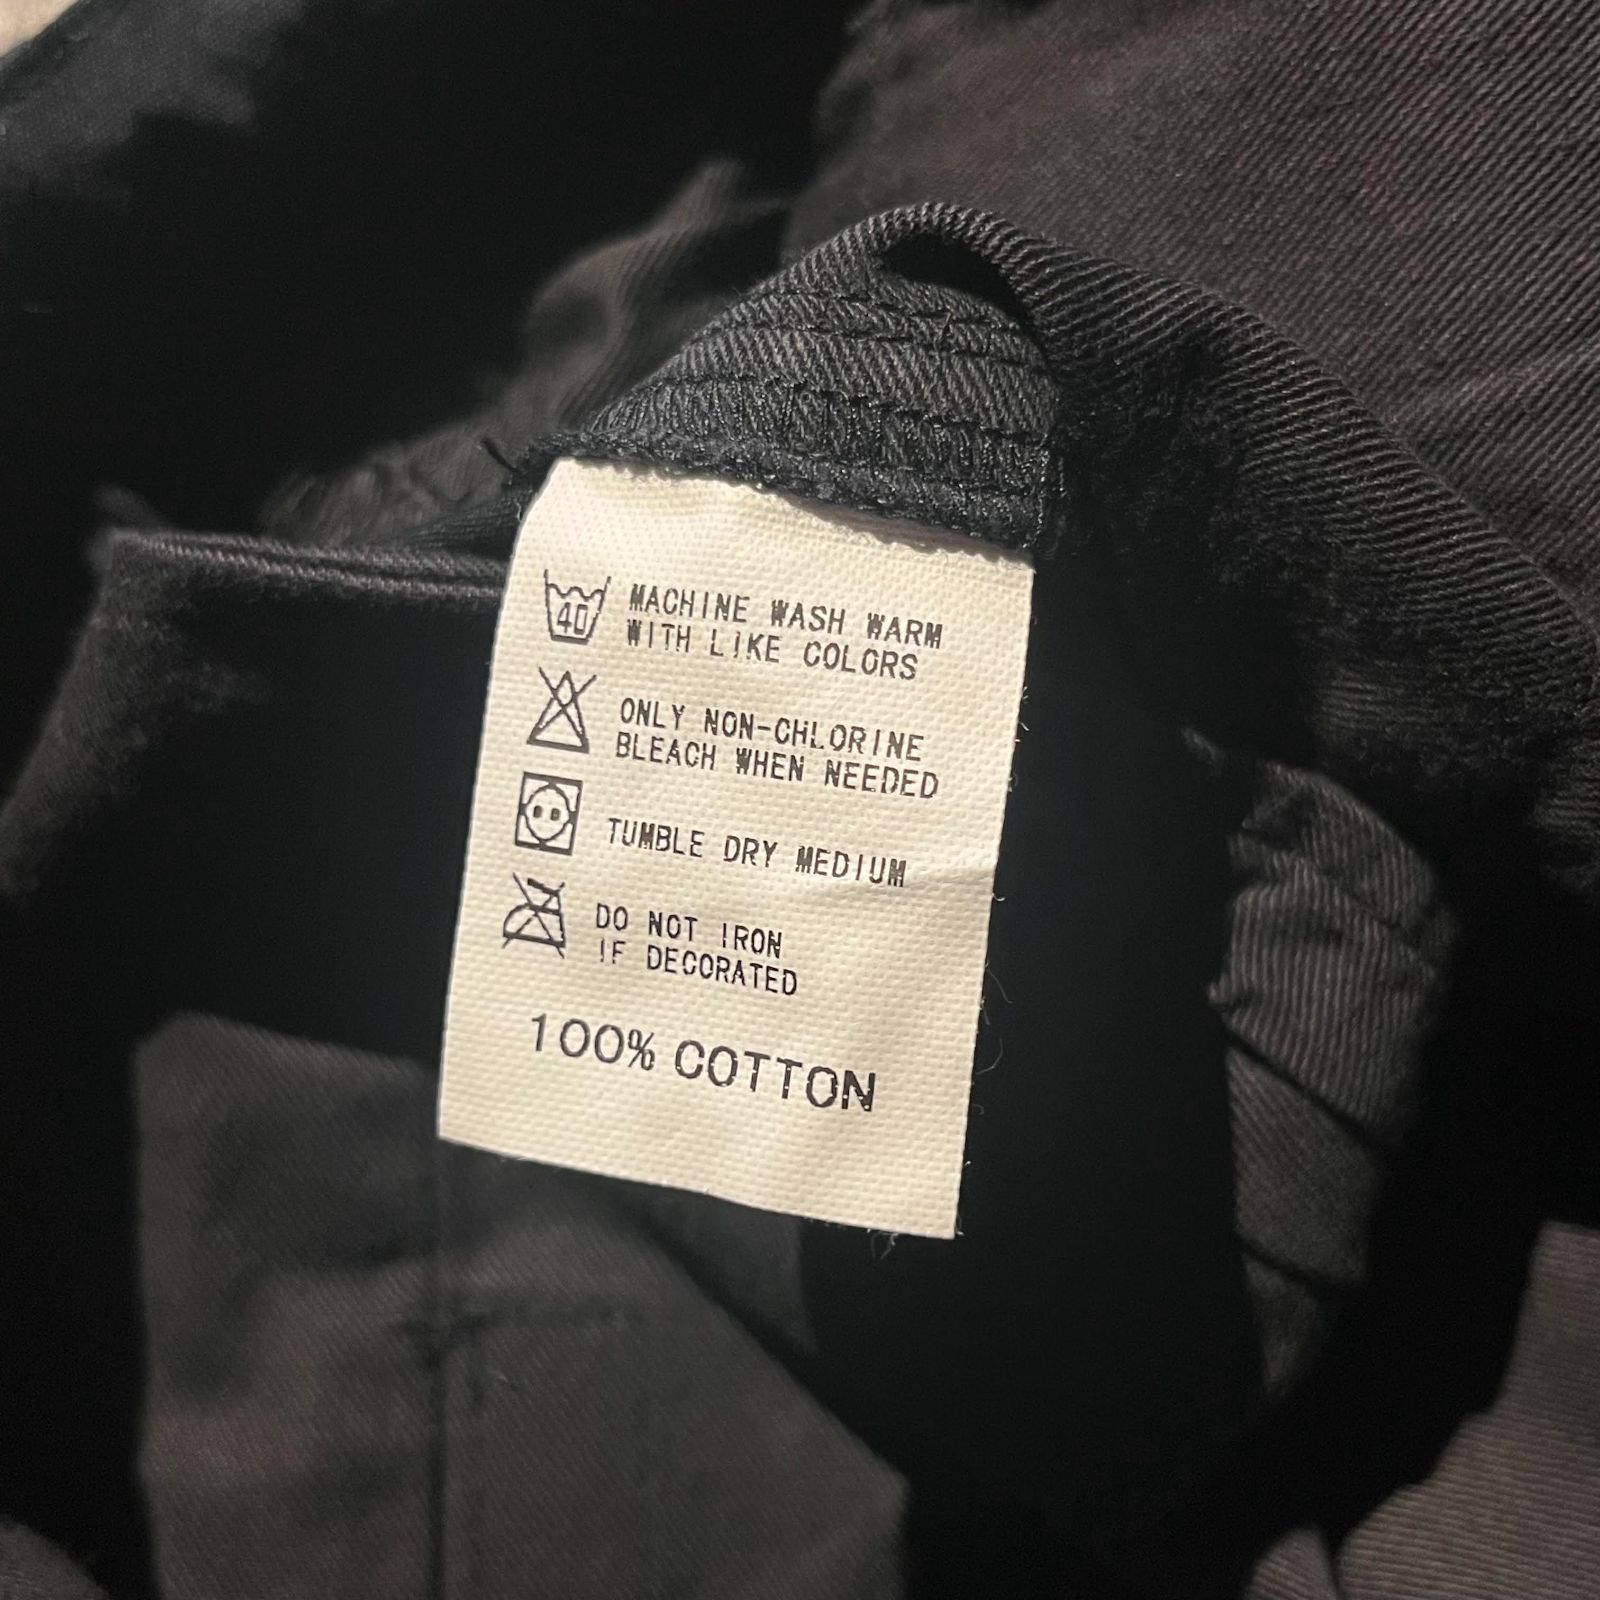 40
MACHINE WASH WARM
WITH LIKE COLORS
ONLY NON-CHLORINE
BLEACH WHEN NEEDED
TUMBLE DRY MEDIUM
DO NOT IRON
IF DECORATED
100% COTTON